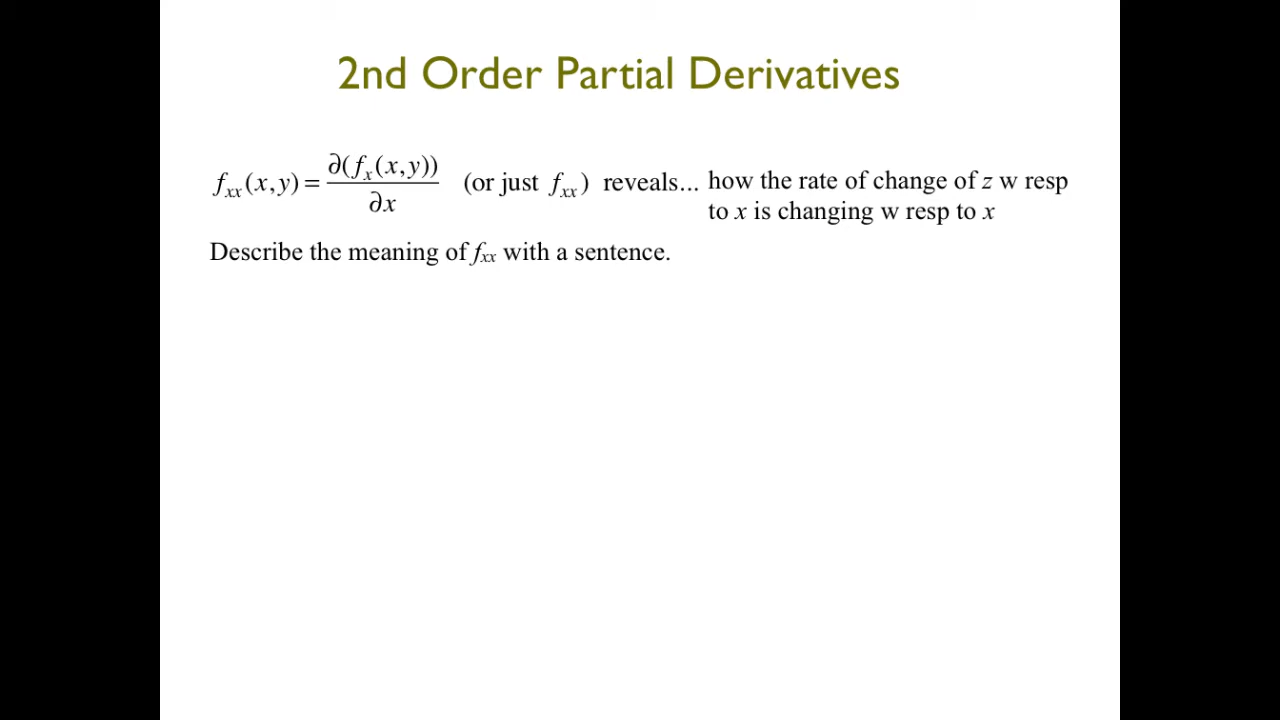 2nd Order Partial Derivatives
f_xx(x,y) = ∂(f_x(x,y))/∂x (or just f_xx) reveals... how the rate of change of z w resp
to x is changing w resp to x
Describe the meaning of f_xx with a sentence.